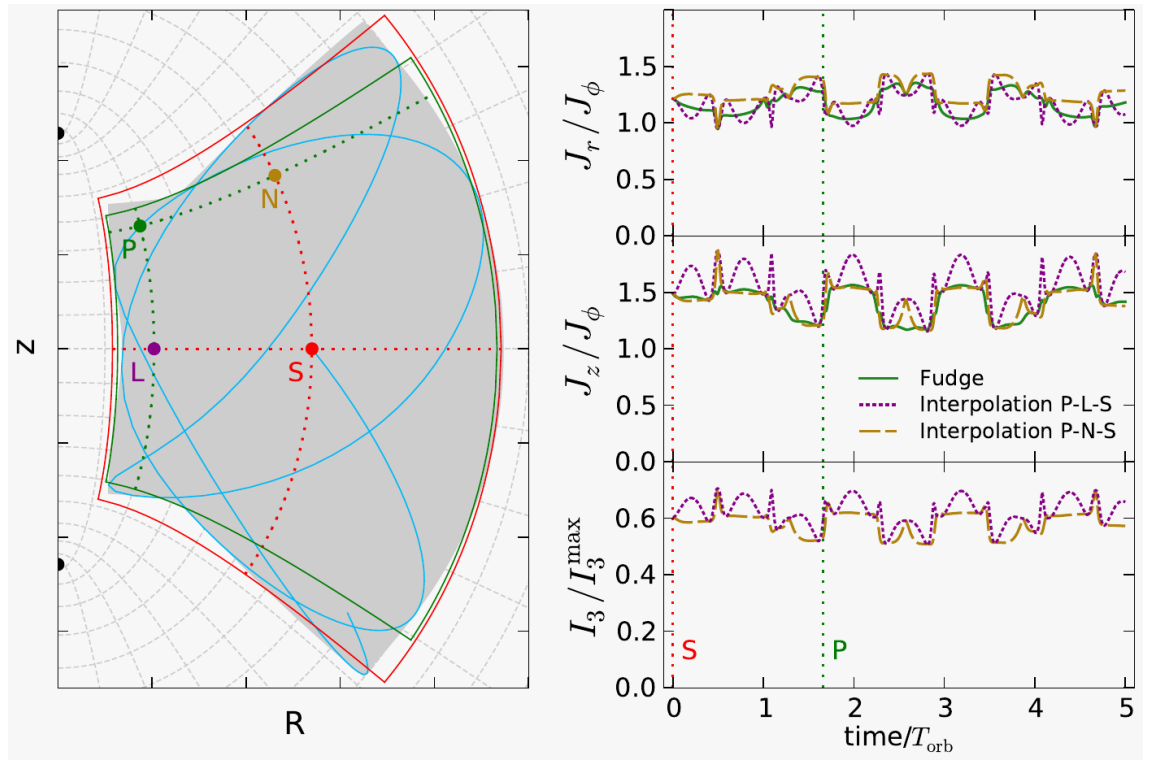 z
R
P
N
L
S
J_r/J_ϕ
1.5
1.0
0.5
0.0
J_z/J_ϕ
1.5
1.0
0.5
0.0
Fudge
Interpolation P-L-S
Interpolation P-N-S
I_3/I_3^max
0.6
0.4
0.2
0.0
S
P
0 1 2 3 4 5
time/T_orb